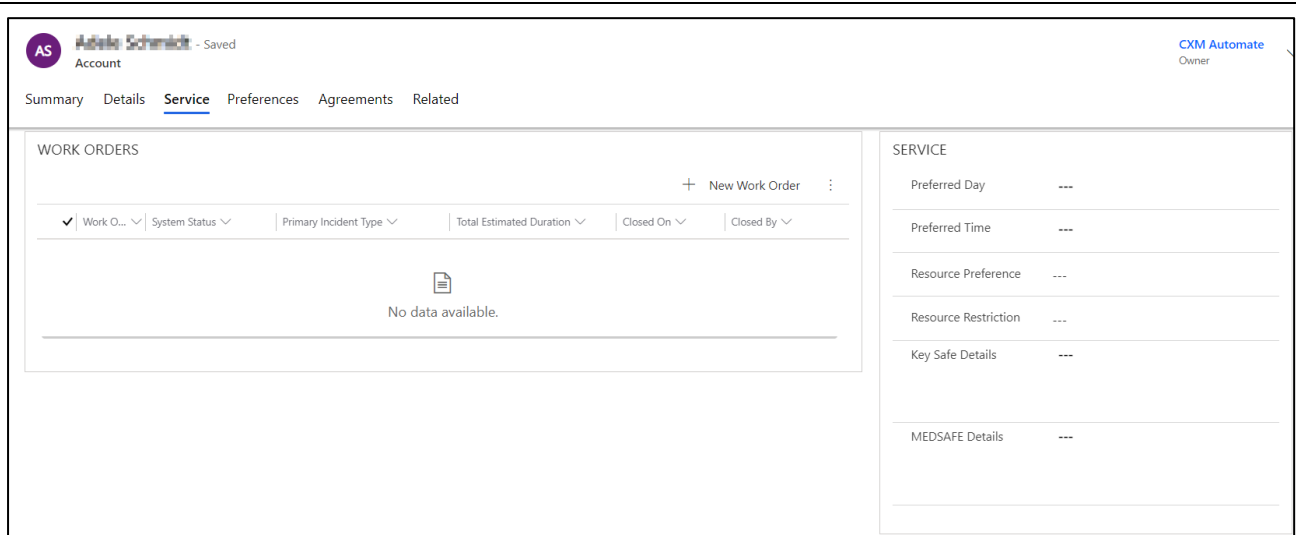 AS
- Saved
Account
CXM Automate
Owner
Summary Details Service Preferences Agreements Related
WORK ORDERS
+ New Work Order
Work O... System Status Primary Incident Type Total Estimated Duration Closed On Closed By
No data available.
SERVICE
Preferred Day ---
Preferred Time ---
Resource Preference ---
Resource Restriction ---
Key Safe Details ---
MEDSAFE Details ---